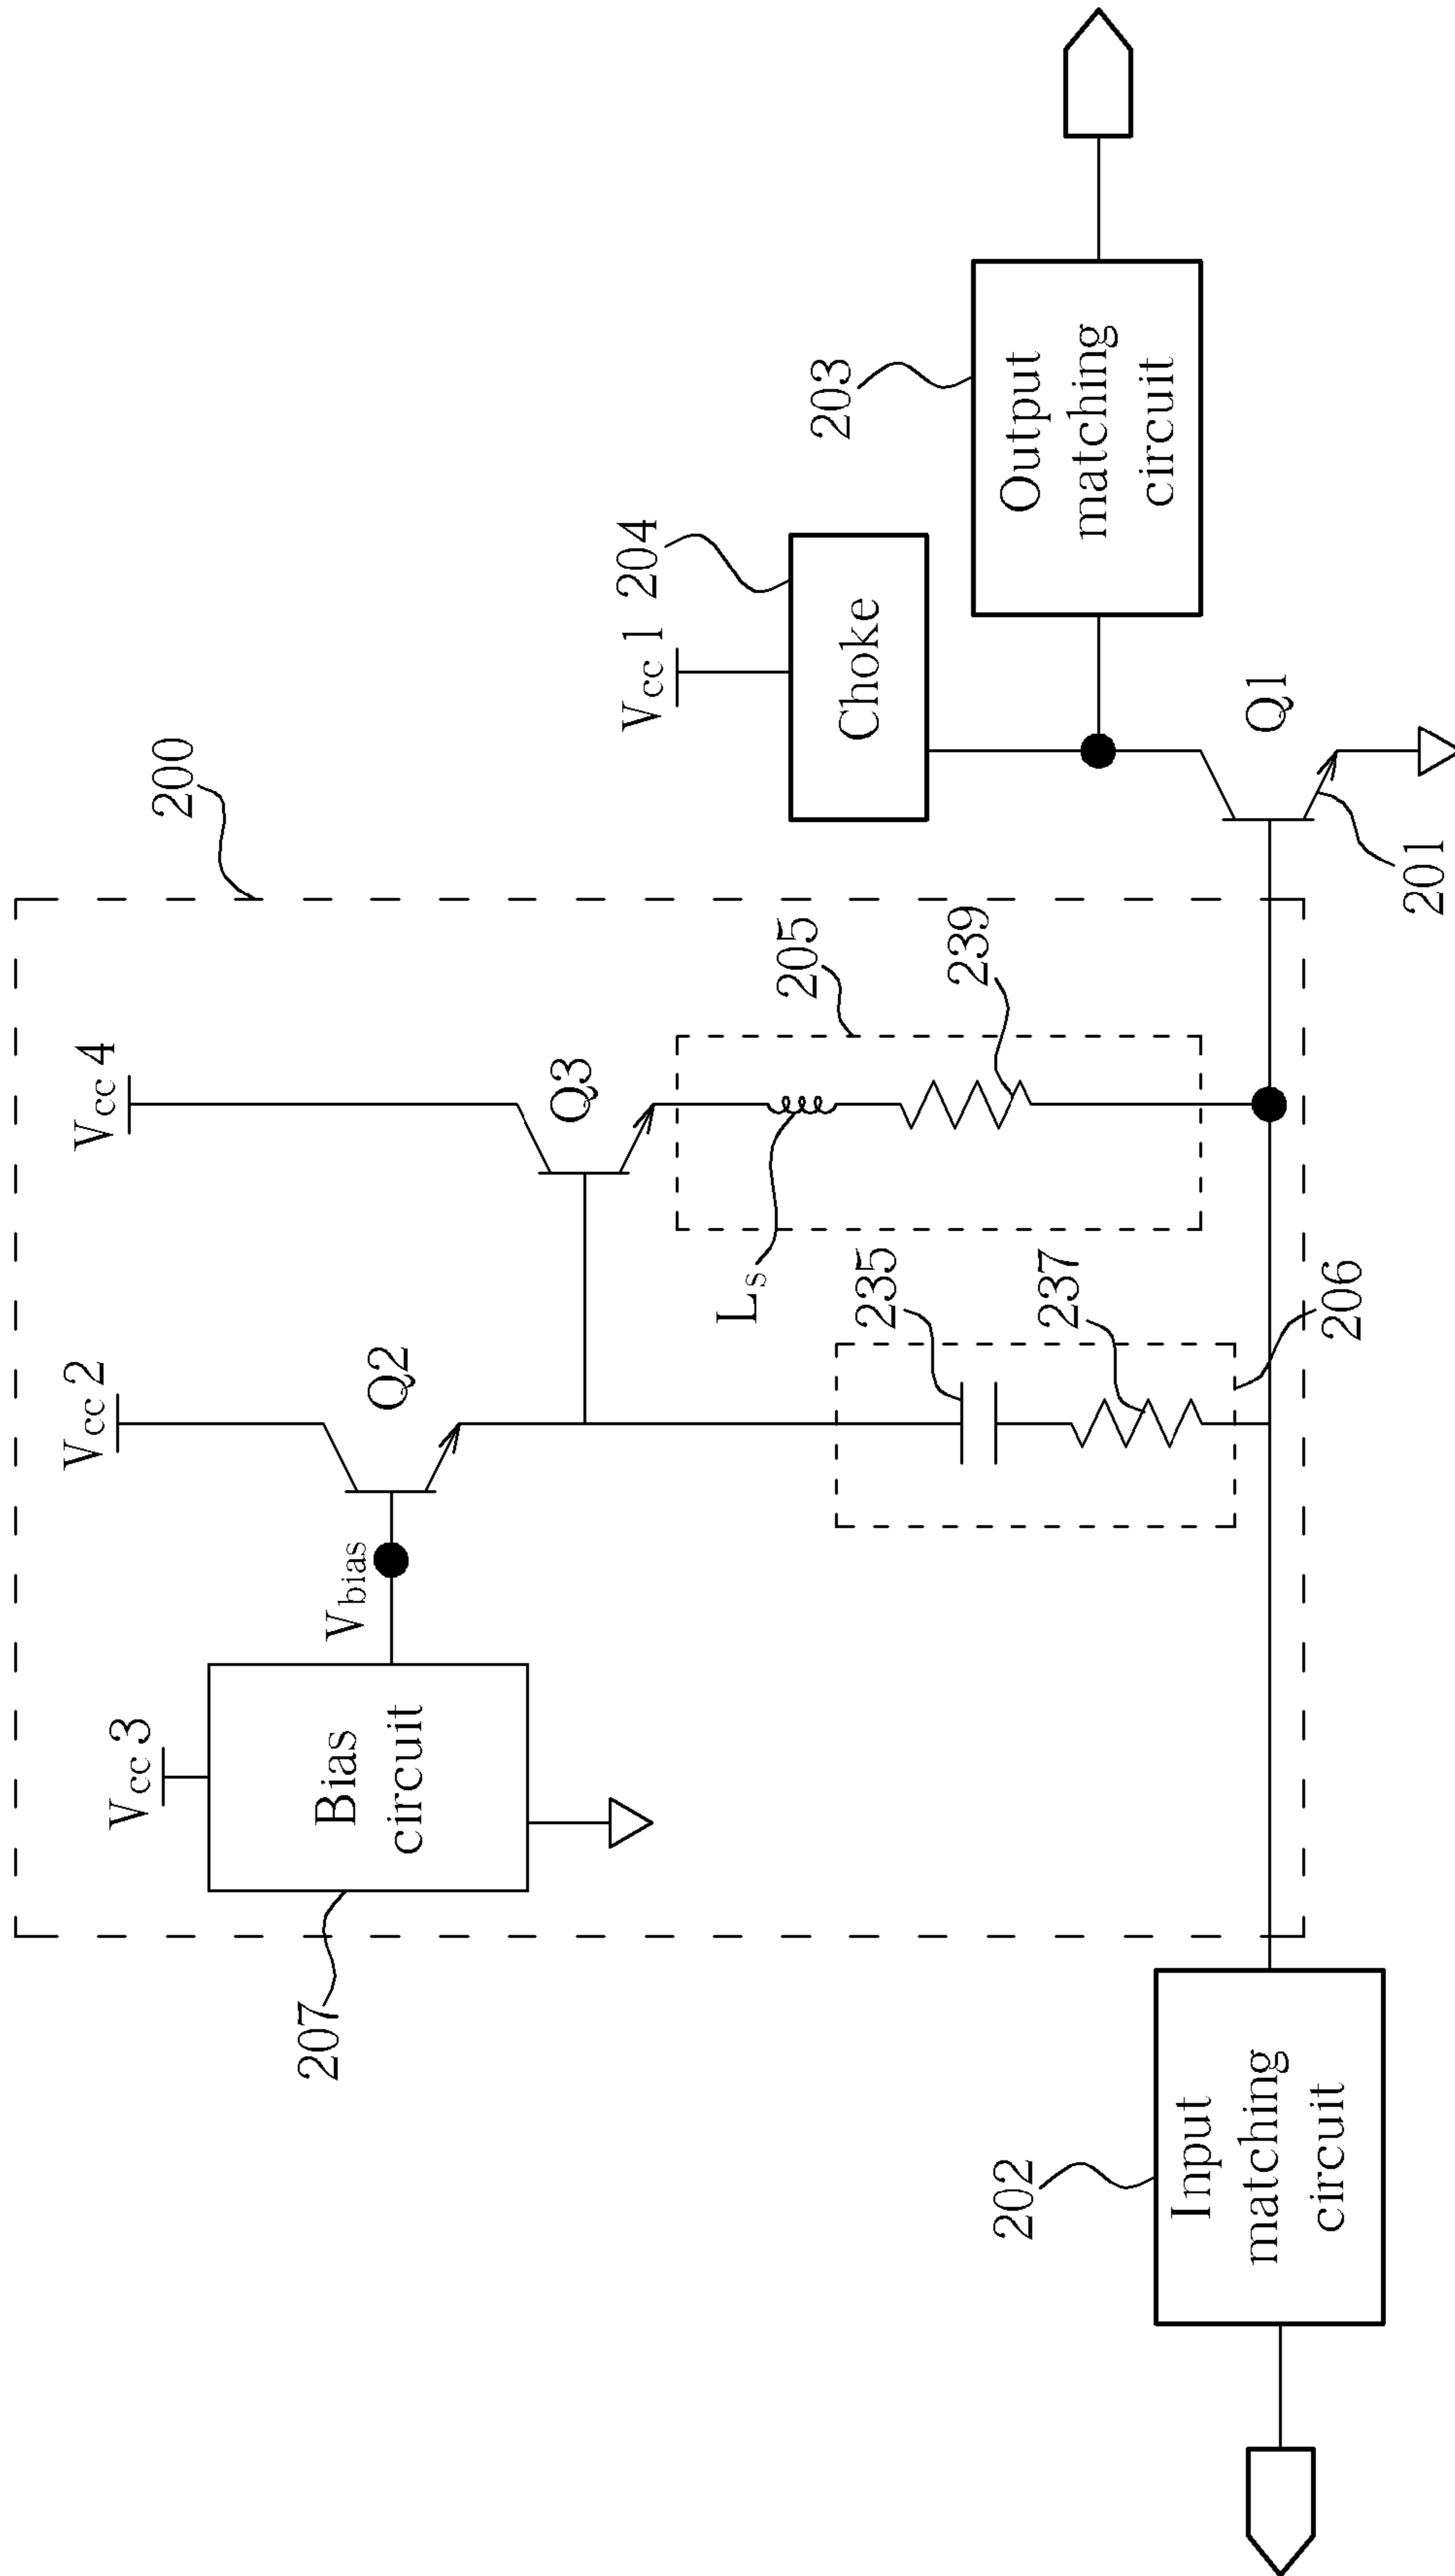 200
Vcc 4
Vcc 2
Vcc 3
Vcc 1
204
Q3
Q2
Vbias
Bias
circuit
207
Choke
205
203
239
Ls
235
237
206
Output
matching
circuit
Q1
201
202
Input
matching
circuit